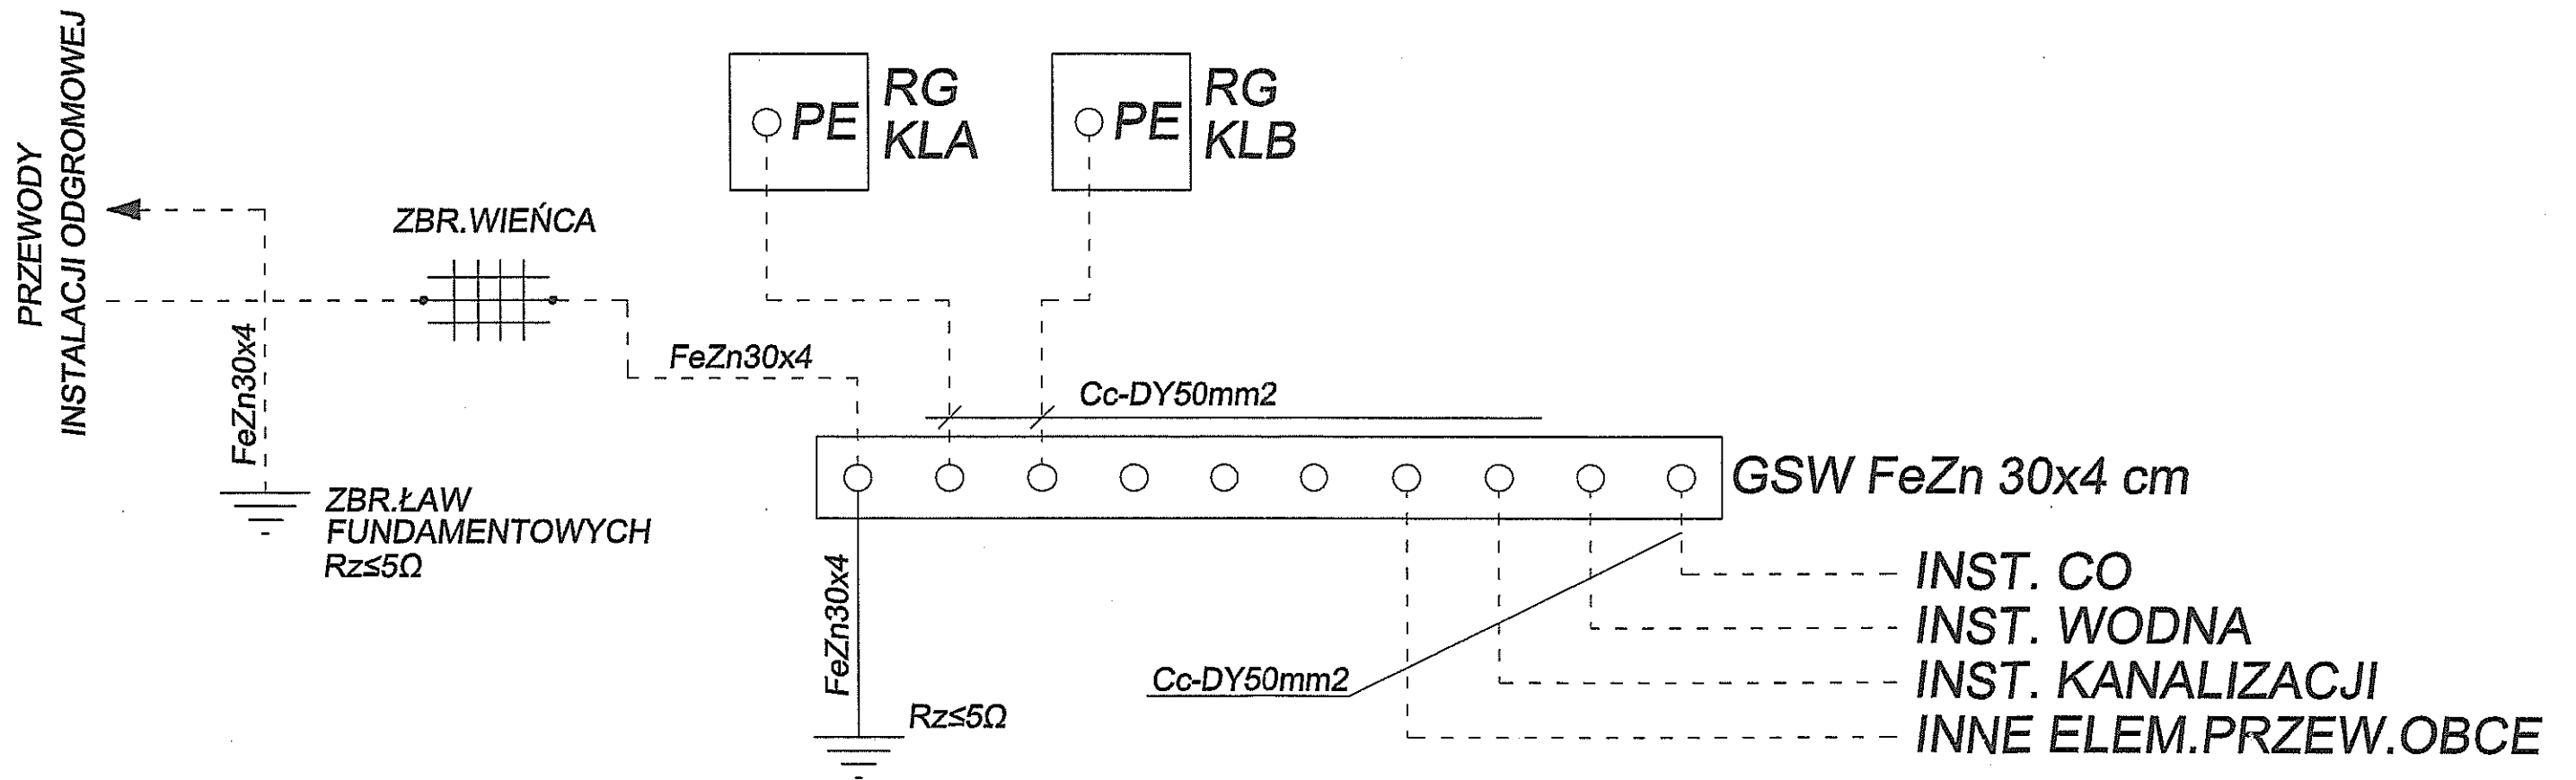 PRZEWODY
INSTALACJI ODGROMOWEJ
PE
RG
KLA
PE
RG
KLB
ZBR.WIEŃCA
FeZn30x4
FeZn30x4
Cc-DY50mm2
GSW FeZn 30x4 cm
ZBR.ŁAW
FUNDAMENTOWYCH
Rz≤5Ω
FeZn30x4
Rz≤5Ω
Cc-DY50mm2
INST. CO
INST. WODNA
INST. KANALIZACJI
INNE ELEM.PRZEW.OBCE